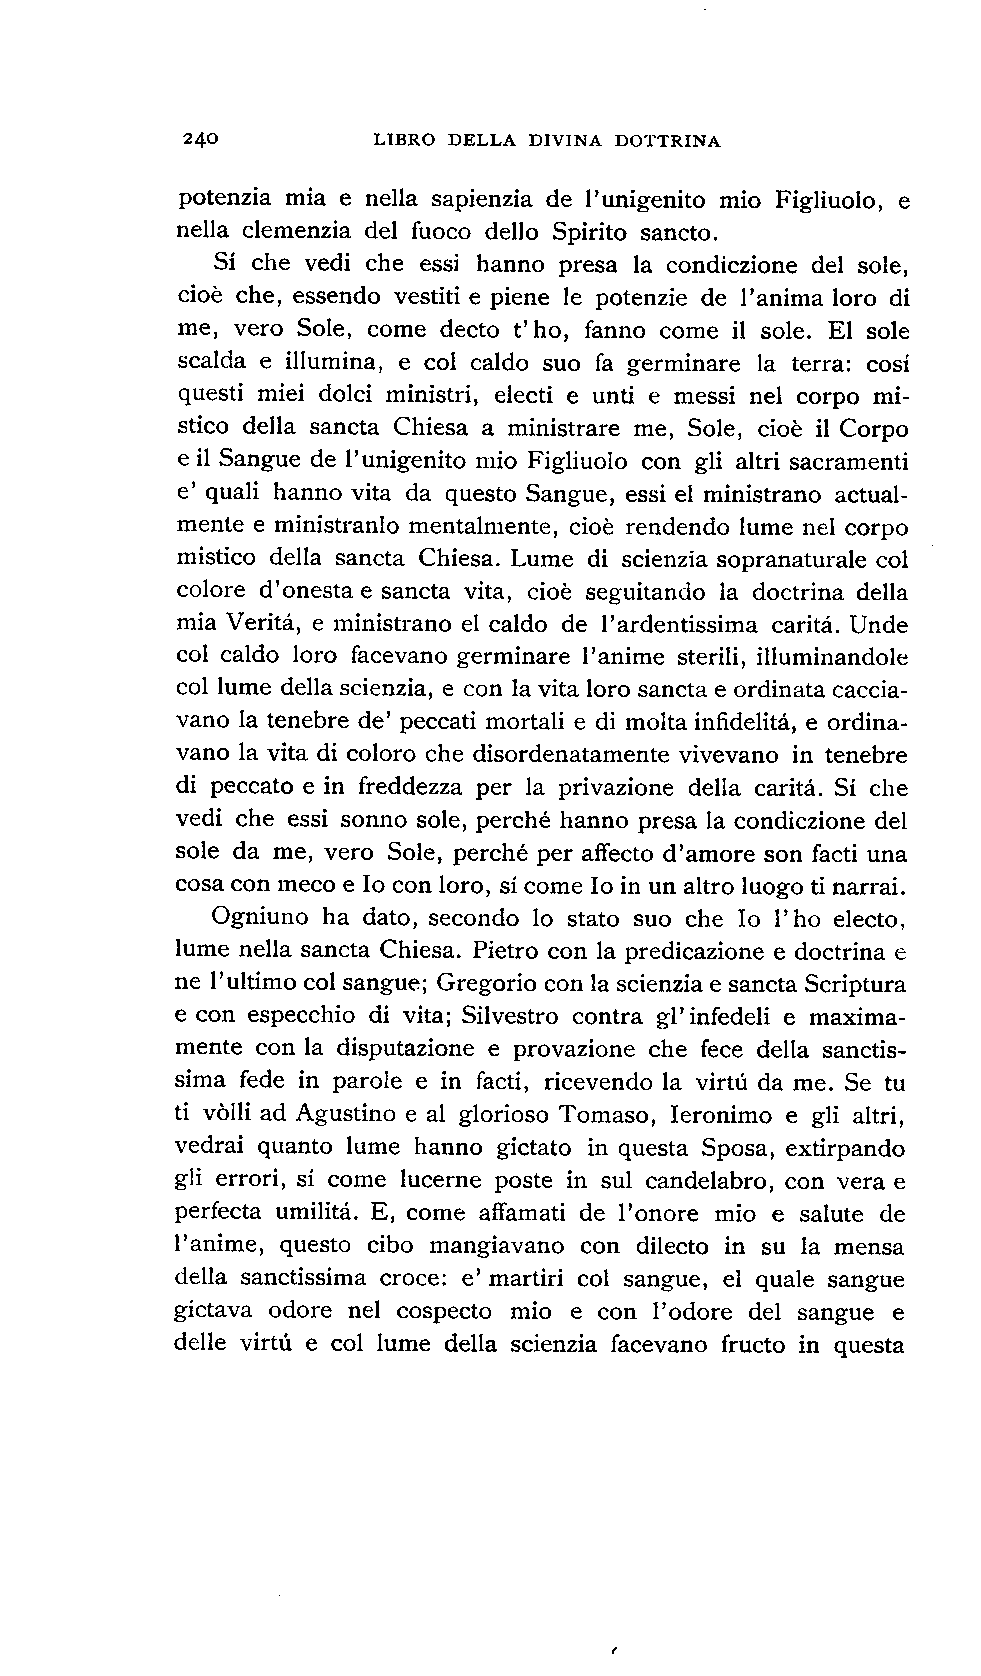 240 LIBRO DELLA DIVINA DOTTRINA
potenzia mia e nella sapienzia de l'unigenito mio Figliuolo, e
nella clemenzia del fuoco dello Spirito sancto.
Sí che vedi che essi hanno presa la condiczione del sole,
cioè che, essendo vestiti e piene le potenzie de l'anima loro di
me, vero Sole, come decto t'ho, fanno come il sole. El sole
scalda e illumina, e col caldo suo fa germinare la terra: cosí
questi miei dolci ministri, electi e unti e messi nel corpo mi-
stico della sancta Chiesa a ministrare me, Sole, cioè il Corpo
e il Sangue de l'unigenito mio Figliuolo con gli altri sacramenti
e' quali hanno vita da questo Sangue, essi el ministrano actual-
mente e ministranlo mentalmente, cioè rendendo lume nel corpo
mistico della sancta Chiesa. Lume di scienzia sopranaturale col
colore d'onesta e sancta vita, cioè seguitando la doctrina della
mia Veritá, e ministrano el caldo de l'ardentissima caritá. Unde
col caldo loro facevano germinare l'anime sterili, illuminandole
col lume della scienzia, e con la vita loro sancta e ordinata caccia-
vano la tenebre de' peccati mortali e di molta infidelitá, e ordina-
vano la vita di coloro che disordenatamente vivevano in tenebre
di peccato e in freddezza per la privazione della caritá. Sí che
vedi che essi sonno sole, perché hanno presa la condiczione del
sole da me, vero Sole, perché per affecto d'amore son facti una
cosa con meco e Io con loro, sí come Io in un altro luogo ti narrai.
Ogniuno ha dato, secondo lo stato suo che Io l'ho electo,
lume nella sancta Chiesa. Pietro con la predicazione e doctrina e
ne l'ultimo col sangue; Gregorio con la scienzia e sancta Scriptura
e con especchio di vita; Silvestro contra gl'infedeli e maxima-
mente con la disputazione e provazione che fece della sanctis-
sima fede in parole e in facti, ricevendo la virtú da me. Se tu
ti vòlli ad Agustino e al glorioso Tomaso, Ieronimo e gli altri,
vedrai quanto lume hanno gictato in questa Sposa, extirpando
gli errori, sí come lucerne poste in sul candelabro, con vera e
perfecta umilitá. E, come affamati de l'onore mio e salute de
l'anime, questo cibo mangiavano con dilecto in su la mensa
della sanctissima croce: e' martiri col sangue, el quale sangue
gictava odore nel cospecto mio e con l'odore del sangue e
delle virtú e col lume della scienzia facevano fructo in questa